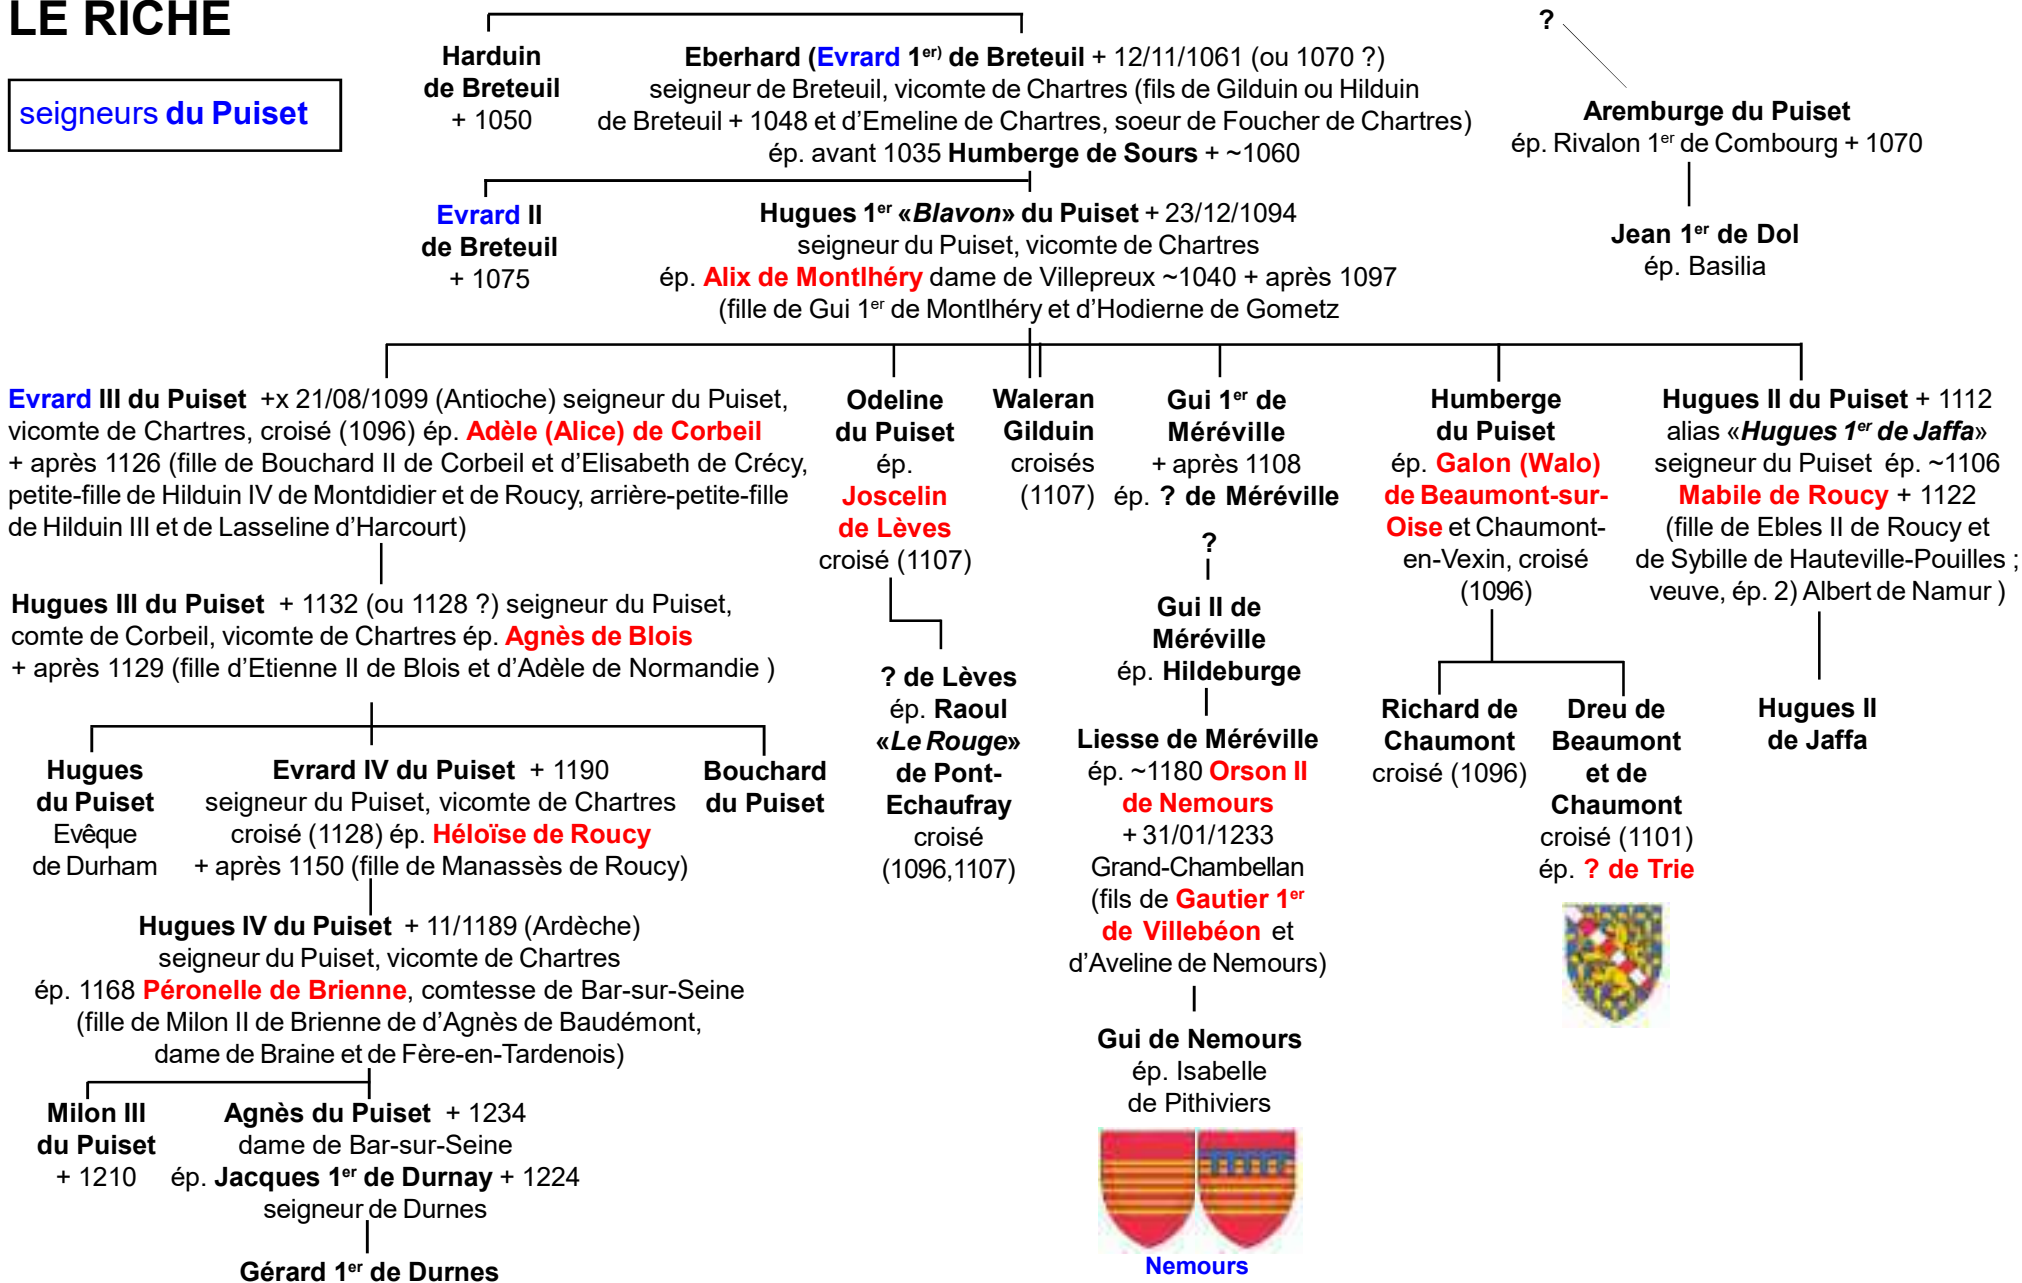 LE RICHE
seigneurs du Puiset
Harduin
de Breteuil
+ 1050
Eberhard (Evrard 1er) de Breteuil + 12/11/1061 (ou 1070 ?)
seigneur de Breteuil, vicomte de Chartres (fils de Gilduin ou Hilduin
de Breteuil + 1048 et d’Emeline de Chartres, soeur de Foucher de Chartres)
ép. avant 1035 Humberge de Sours + ~1060
?
Aremburge du Puiset
ép. Rivalon 1er de Combourg + 1070
Jean 1er de Dol
ép. Basilia
Evrard II
de Breteuil
+ 1075
Hugues 1er «Blavon» du Puiset + 23/12/1094
seigneur du Puiset, vicomte de Chartres
ép. Alix de Montlhéry dame de Villepreux ~1040 + après 1097
(fille de Gui 1er de Montlhéry et d’Hodierne de Gometz
Evrard III du Puiset +x 21/08/1099 (Antioche) seigneur du Puiset,
vicomte de Chartres, croisé (1096) ép. Adèle (Alice) de Corbeil
+ après 1126 (fille de Bouchard II de Corbeil et d’Elisabeth de Crécy,
petite-fille de Hilduin IV de Montdidier et de Roucy, arrière-petite-fille
de Hilduin III et de Lasseline d’Harcourt)
Odeline
du Puiset
ép.
Joscelin
de Lèves
croisé (1107)
Waleran
Gilduin
croisés
(1107)
Gui 1er de
Méréville
+ après 1108
ép. ? de Méréville
Humberge
du Puiset
ép. Galon (Walo)
de Beaumont-sur-
Oise et Chaumont-
en-Vexin, croisé
(1096)
Hugues II du Puiset + 1112
alias «Hugues 1er de Jaffa»
seigneur du Puiset ép. ~1106
Mabile de Roucy + 1122
(fille de Ebles II de Roucy et
de Sybille de Hauteville-Pouilles ;
veuve, ép. 2) Albert de Namur )
Hugues III du Puiset + 1132 (ou 1128 ?) seigneur du Puiset,
comte de Corbeil, vicomte de Chartres ép. Agnès de Blois
+ après 1129 (fille d’Etienne II de Blois et d’Adèle de Normandie )
? de Lèves
ép. Raoul
«Le Rouge»
de Pont-
Echaufray
croisé
(1096,1107)
?
Gui II de
Méréville
ép. Hildeburge
Liesse de Méréville
ép. ~1180 Orson II
de Nemours
+ 31/01/1233
Grand-Chambellan
(fils de Gautier 1er
de Villebéon et
d’Aveline de Nemours)
Gui de Nemours
ép. Isabelle
de Pithiviers
Nemours
Richard de
Chaumont
croisé (1096)
Dreu de
Beaumont
et de
Chaumont
croisé (1101)
ép. ? de Trie
Hugues II
de Jaffa
Hugues
du Puiset
Evêque
de Durham
Evrard IV du Puiset + 1190
seigneur du Puiset, vicomte de Chartres
croisé (1128) ép. Héloïse de Roucy
+ après 1150 (fille de Manassès de Roucy)
Bouchard
du Puiset
Hugues IV du Puiset + 11/1189 (Ardèche)
seigneur du Puiset, vicomte de Chartres
ép. 1168 Péronelle de Brienne, comtesse de Bar-sur-Seine
(fille de Milon II de Brienne de d’Agnès de Baudémont,
dame de Braine et de Fère-en-Tardenois)
Milon III
du Puiset
+ 1210
Agnès du Puiset + 1234
dame de Bar-sur-Seine
ép. Jacques 1er de Durnay + 1224
seigneur de Durnes
Gérard 1er de Durnes